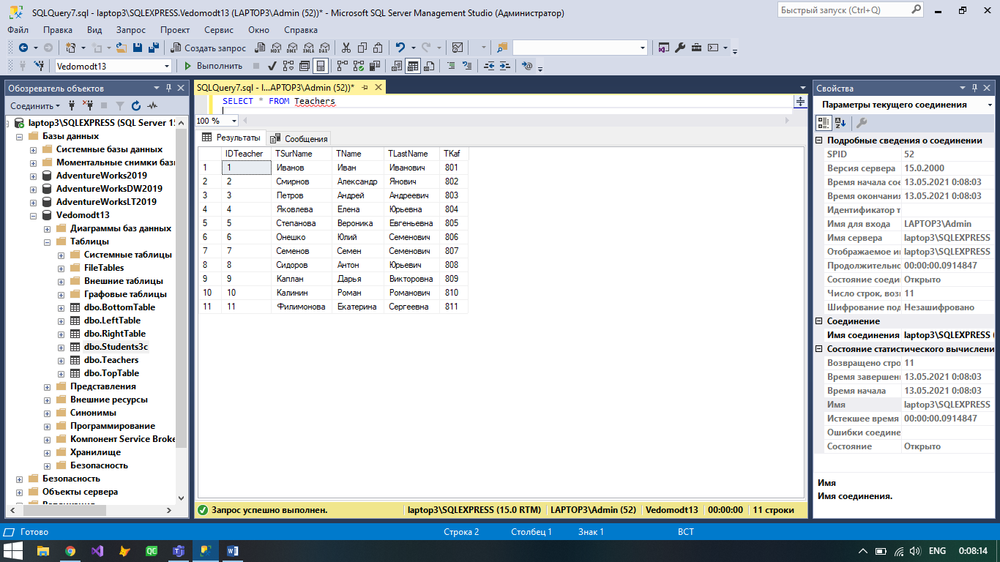 SQLQuery7.sql - laptop3\SQLEXPRESS.Vedomodt13 (LAPTOP3\Admin (52))* - Microsoft SQL Server Management Studio (Администратор)
Быстрый запуск (Ctrl+Q)
Файл Правка Вид Запрос Проект Сервис Окно Справка
Создать запрос MDX DMX XMLA DAX
Vedomodt13 Выполнить
Обозреватель объектов
Соединить
laptop3\SQLEXPRESS (SQL Server 15
Базы данных
Системные базы данных
Моментальные снимки базы
AdventureWorks2019
AdventureWorksDW2019
AdventureWorksLT2019
Vedomodt13
Диаграммы баз данных
Таблицы
Системные таблицы
FileTables
Внешние таблицы
Графовые таблицы
dbo.BottomTable
dbo.LeftTable
dbo.RightTable
dbo.Students3c
dbo.Teachers
dbo.TopTable
Представления
Внешние ресурсы
Синонимы
Программирование
Компонент Service Broke
Хранилище
Безопасность
Безопасность
Объекты сервера
SQLQuery7.sql - l...APTOP3\Admin (52))*
SELECT * FROM Teachers
100 %
Результаты Сообщения
IDTeacher TSurName TName TLastName TKaf
1 1 Иванов Иван Иванович 801
2 2 Смирнов Александр Янович 802
3 3 Петров Андрей Андреевич 803
4 4 Яковлева Елена Юрьевна 804
5 5 Степанова Вероника Евгеньевна 805
6 6 Онешко Юлий Семенович 806
7 7 Семенов Семен Семенович 807
8 8 Сидоров Антон Юрьевич 808
9 9 Каплан Дарья Викторовна 809
10 10 Калинин Роман Романович 810
11 11 Филимонова Екатерина Сергеевна 811
Запрос успешно выполнен. laptop3\SQLEXPRESS (15.0 RTM) LAPTOP3\Admin (52) Vedomodt13 00:00:00 11 строки
Свойства
Параметры текущего соединения
Подробные сведения о соединении
SPID 52
Версия сервера 15.0.2000
Время начала сое 13.05.2021 0:08:03
Время окончания 13.05.2021 0:08:03
Идентификатор т
Имя для входа LAPTOP3\Admin
Имя сервера laptop3\SQLEXPRESS
Отображаемое и laptop3\SQLEXPRESS
Продолжительно 00:00:00.0914847
Состояние соеди Открыто
Число строк, воз 11
Шифрование под Незашифровано
Соединение
Имя соединения laptop3\SQLEXPRESS (
Состояние статистического вычислени
Возвращено стро 11
Время завершен 13.05.2021 0:08:03
Время начала 13.05.2021 0:08:03
Имя laptop3\SQLEXPRESS
Истекшее время 00:00:00.0914847
Ошибки соедине
Состояние Открыто
Имя
Имя соединения.
Готово Строка 2 Столбец 1 Знак 1 ВСТ
QC ENG 0:08:14